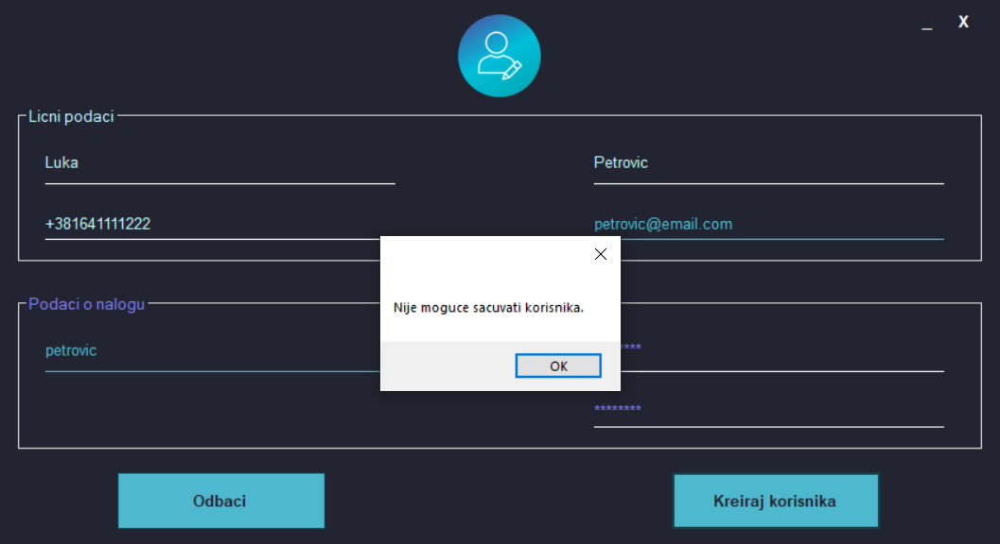 _ X
Licni podaci
Luka
Petrovic
+381641111222
petrovic@email.com
Nije moguce sacuvati korisnika.
OK
Podaci o nalogu
petrovic
***
********
Odbaci
Kreiraj korisnika